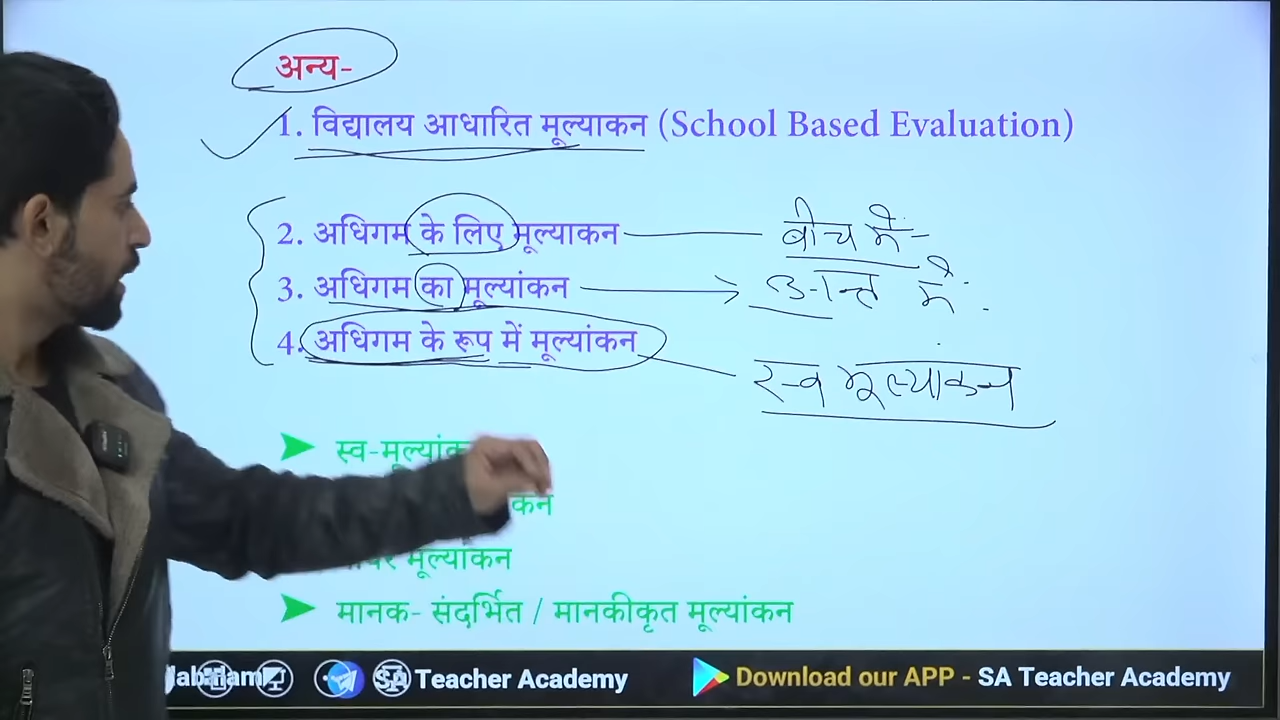 अन्य-
1. विद्यालय आधारित मूल्याकन (School Based Evaluation)
2. अधिगम के लिए मूल्याकन बीच में-
3. अधिगम का मूल्यांकन अन्त में
4. अधिगम के रूप में मूल्यांकन स्व मूल्यांकन
स्व-मूल्यांक
कन
मूल्यांकन
मानक- संदर्भित / मानकीकृत मूल्यांकन
SA Teacher Academy
Download our APP - SA Teacher Academy